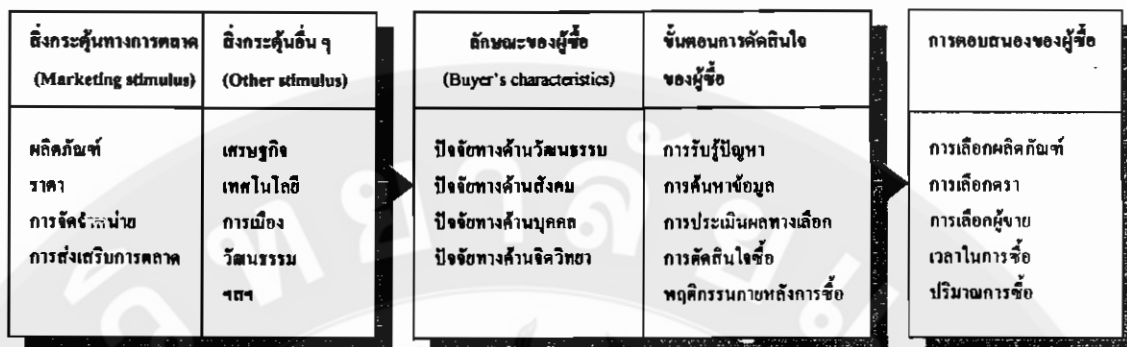 สิ่งกระตุ้นทางการตลาด
(Marketing stimulus)
ผลิตภัณฑ์
ราคา
การจัดจำหน่าย
การส่งเสริมการตลาด
สิ่งกระตุ้นอื่น ๆ
(Other stimulus)
เศรษฐกิจ
เทคโนโลยี
การเมือง
วัฒนธรรม
ฯลฯ
ลักษณะของผู้ซื้อ
(Buyer's characteristics)
ปัจจัยทางด้านวัฒนธรรม
ปัจจัยทางด้านสังคม
ปัจจัยทางด้านบุคคล
ปัจจัยทางด้านจิตวิทยา
ขั้นตอนการตัดสินใจ
ของผู้ซื้อ
การรับรู้ปัญหา
การค้นหาข้อมูล
การประเมินผลทางเลือก
การตัดสินใจซื้อ
พฤติกรรมภายหลังการซื้อ
การตอบสนองของผู้ซื้อ
การเลือกผลิตภัณฑ์
การเลือกตรา
การเลือกผู้ขาย
เวลาในการซื้อ
ปริมาณการซื้อ